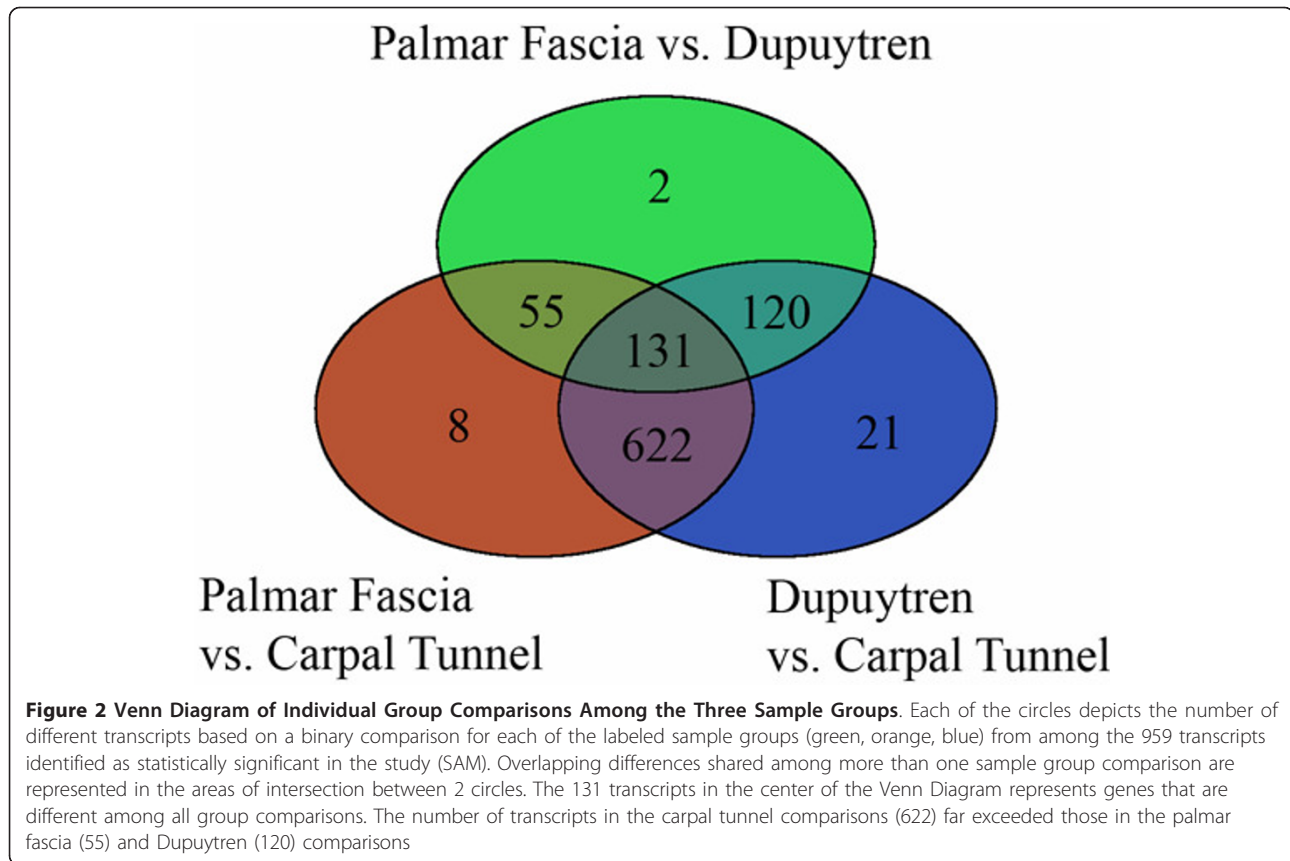 Palmar Fascia vs. Dupuytren
2
55
120
131
8
622
21
Palmar Fascia
vs. Carpal Tunnel
Dupuytren
vs. Carpal Tunnel
Figure 2 Venn Diagram of Individual Group Comparisons Among the Three Sample Groups. Each of the circles depicts the number of
different transcripts based on a binary comparison for each of the labeled sample groups (green, orange, blue) from among the 959 transcripts
identified as statistically significant in the study (SAM). Overlapping differences shared among more than one sample group comparison are
represented in the areas of intersection between 2 circles. The 131 transcripts in the center of the Venn Diagram represents genes that are
different among all group comparisons. The number of transcripts in the carpal tunnel comparisons (622) far exceeded those in the palmar
fascia (55) and Dupuytren (120) comparisons